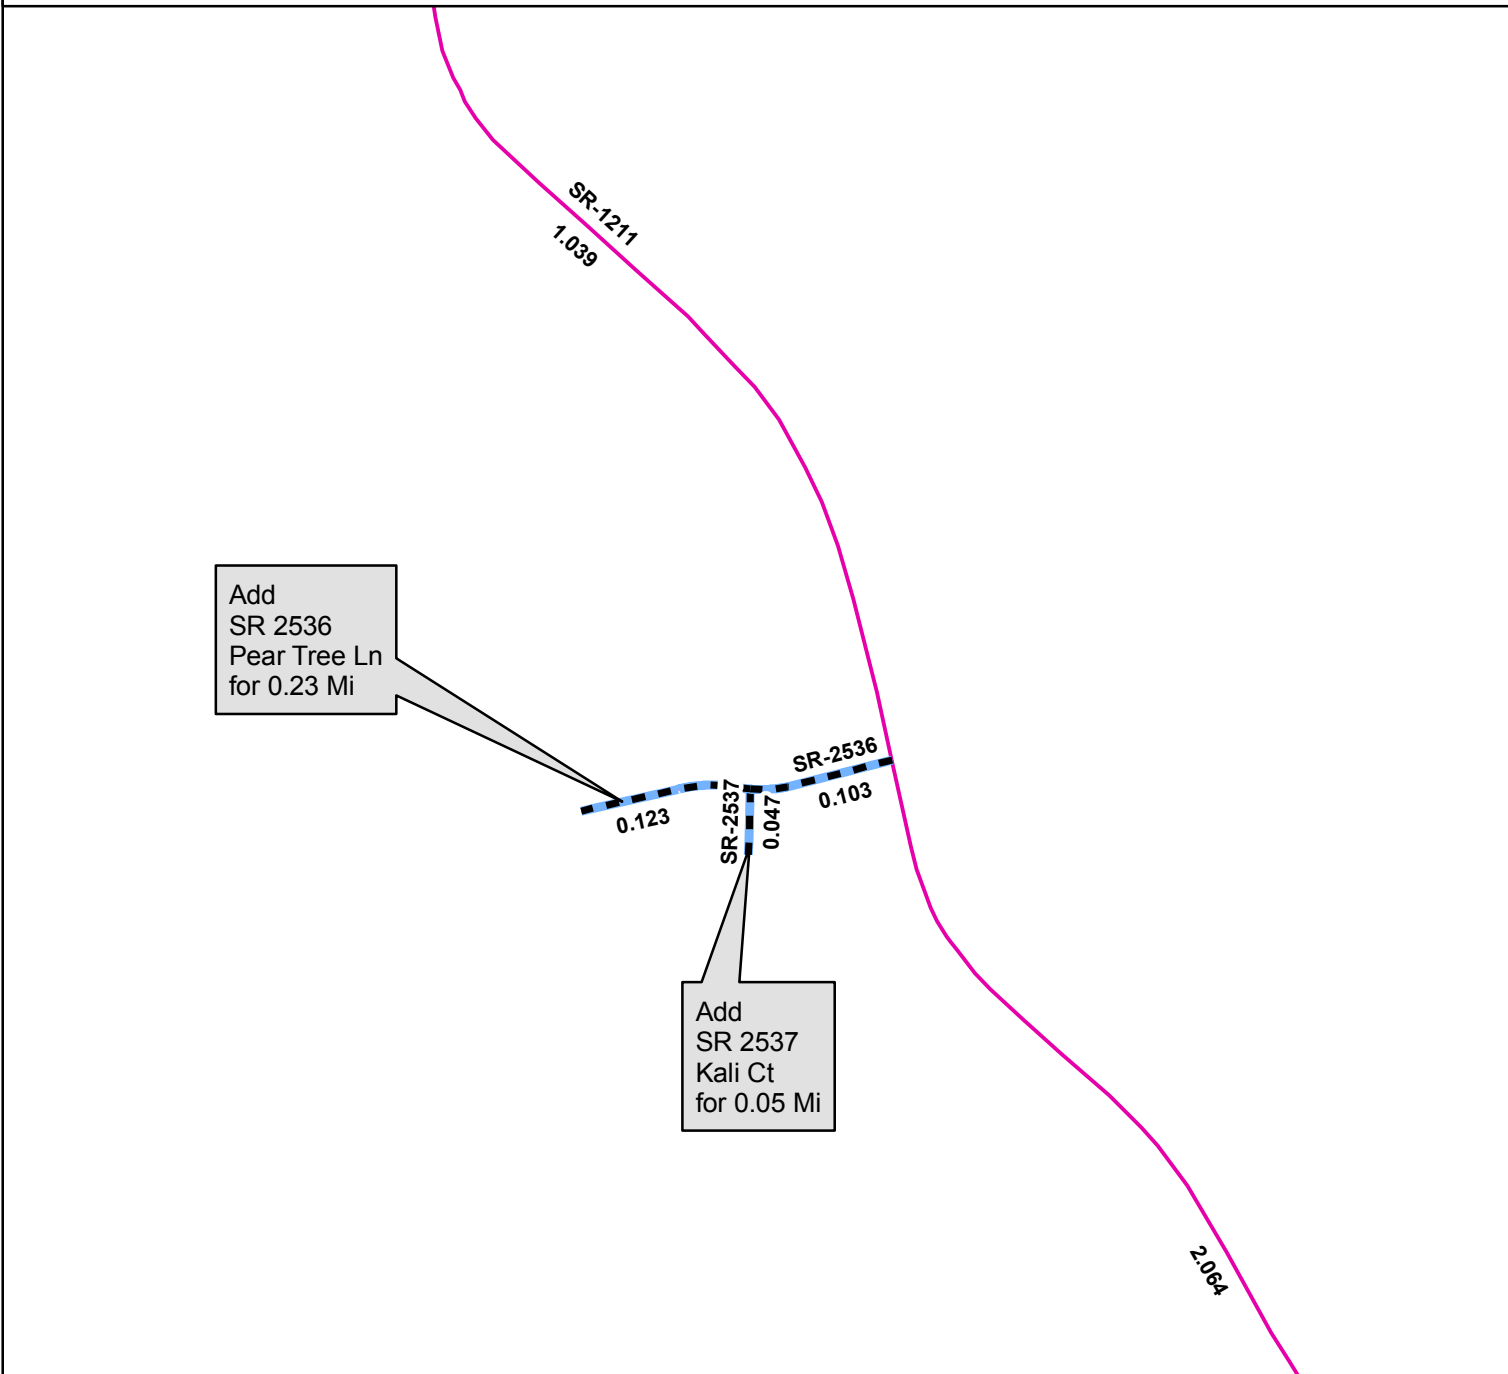 SR-1211
1.039
Add
SR 2536
Pear Tree Ln
for 0.23 Mi
SR-2536
0.103
0.123
SR-2537
0.047
Add
SR 2537
Kali Ct
for 0.05 Mi
2.064